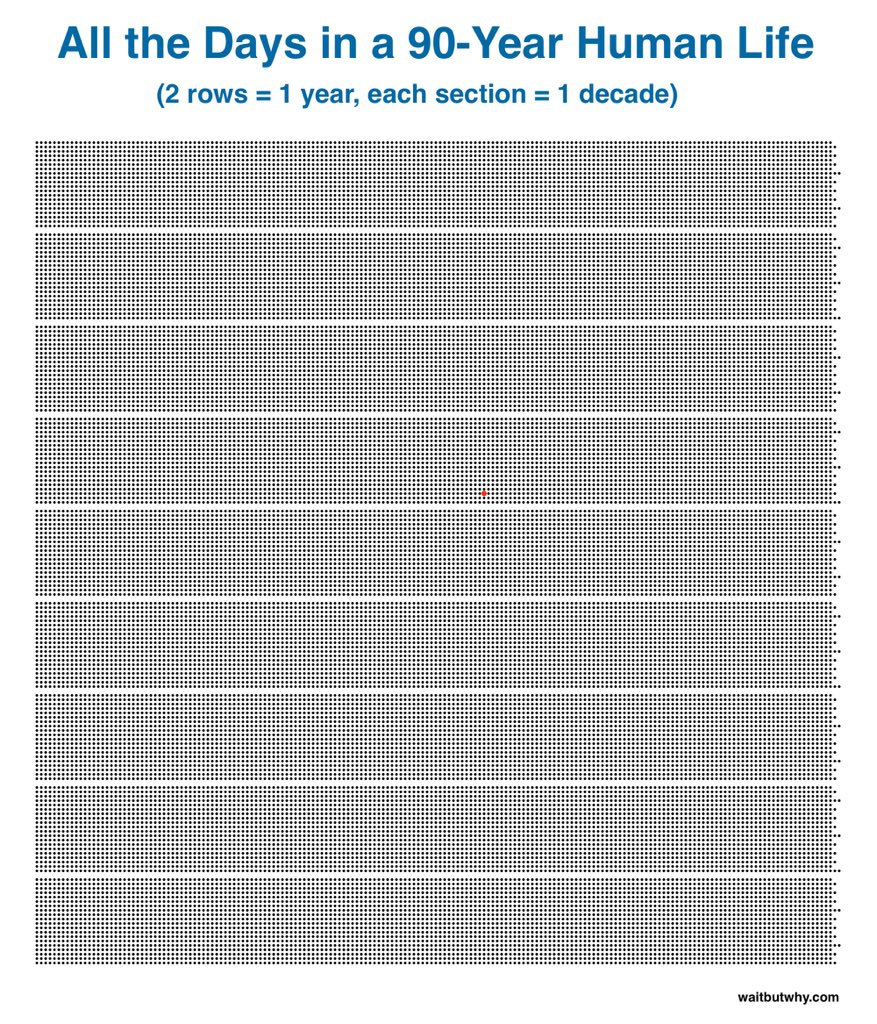 All the Days in a 90-Year Human Life
(2 rows = 1 year, each section = 1 decade)
waitbutwhy.com